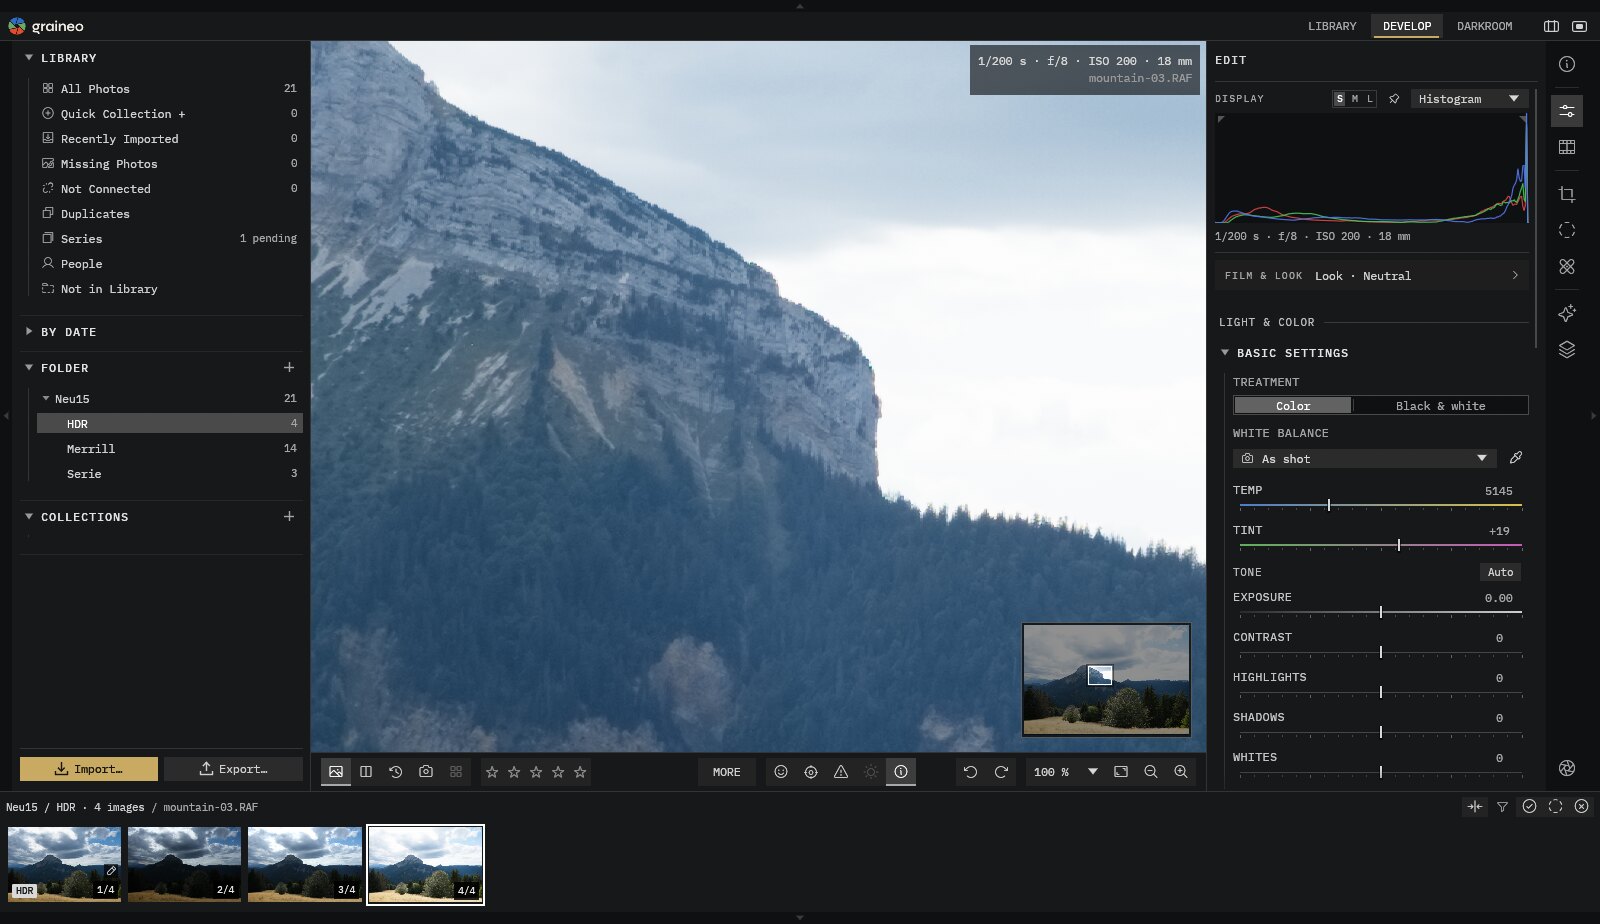 graineo
LIBRARY
DEVELOP
DARKROOM
LIBRARY
All Photos 21
Quick Collection + 0
Recently Imported 0
Missing Photos 0
Not Connected 0
Duplicates
Series 1 pending
People
Not in Library
BY DATE
FOLDER +
Neu15 21
HDR 4
Merrill 14
Serie 3
COLLECTIONS +
Import…
Export…
1/200 s · f/8 · ISO 200 · 18 mm
mountain-03.RAF
MORE
100 %
EDIT
DISPLAY S M L Histogram
1/200 s · f/8 · ISO 200 · 18 mm
FILM & LOOK Look · Neutral
LIGHT & COLOR
BASIC SETTINGS
TREATMENT
Color Black & white
WHITE BALANCE
As shot
TEMP 5145
TINT +19
TONE Auto
EXPOSURE 0.00
CONTRAST 0
HIGHLIGHTS 0
SHADOWS 0
WHITES 0
Neu15 / HDR · 4 images / mountain-03.RAF
HDR 1/4
2/4
3/4
4/4